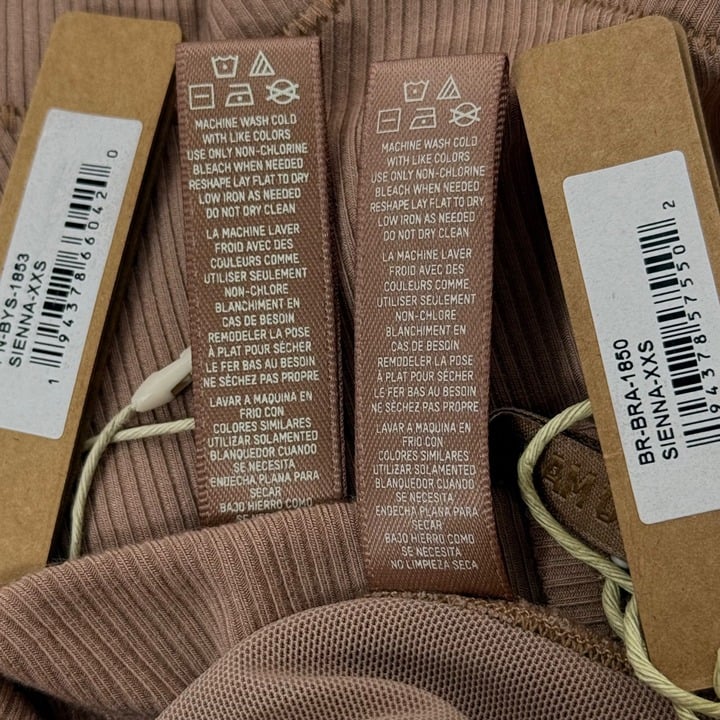 N-BYS-1853
SIENNA-XXS
1 94378 66042 0
MACHINE WASH COLD
WITH LIKE COLORS
USE ONLY NON-CHLORINE
BLEACH WHEN NEEDED
RESHAPE LAY FLAT TO DRY
LOW IRON AS NEEDED
DO NOT DRY CLEAN
LA MACHINE LAVER
FROID AVEC DES
COULEURS COMME
UTILISER SEULEMENT
NON-CHLORE
BLANCHIMENT EN
CAS DE BESOIN
REMODELER LA POSE
À PLAT POUR SÉCHER
LE FER BAS AU BESOIN
NE SÉCHEZ PAS PROPRE
LAVAR A MAQUINA EN
FRIO CON
COLORES SIMILARES
UTILIZAR SOLAMENTED
BLANQUEDOR CUANDO
SE NECESITA
ENDECHA PLANA PARA
SECAR
BAJO HIERRO COMO
MACHINE WASH COLD
WITH LIKE COLORS
USE ONLY NON-CHLORINE
BLEACH WHEN NEEDED
RESHAPE LAY FLAT TO DRY
LOW IRON AS NEEDED
DO NOT DRY CLEAN
LA MACHINE LAVER
FROID AVEC DES
COULEURS COMME
UTILISER SEULEMENT
NON-CHLORE
BLANCHIMENT EN
CAS DE BESOIN
REMODELER LA POSE
À PLAT POUR SÉCHER
LE FER BAS AU BESOIN
NE SÉCHEZ PAS PROPRE
LAVAR A MAQUINA EN
FRIO CON
COLORES SIMILARES
UTILIZAR SOLAMENTED
BLANQUEDOR CUANDO
SE NECESITA
ENDECHA PLANA PARA
SECAR
BAJO HIERRO COMO
SE NECESITA
NO LIMPIEZA SECA
BR-BRA-1850
SIENNA-XXS
1 94378 57550 2